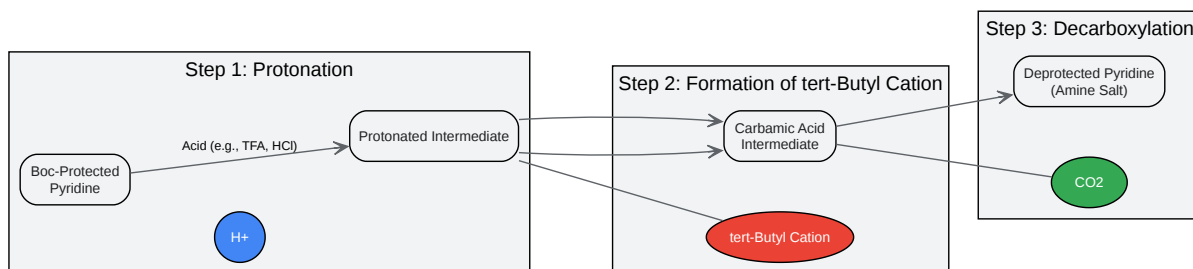 Step 1: Protonation
Boc-Protected
Pyridine
Acid (e.g., TFA, HCl)
Protonated Intermediate
H+
Step 2: Formation of tert-Butyl Cation
Carbamic Acid
Intermediate
tert-Butyl Cation
Step 3: Decarboxylation
Deprotected Pyridine
(Amine Salt)
CO2